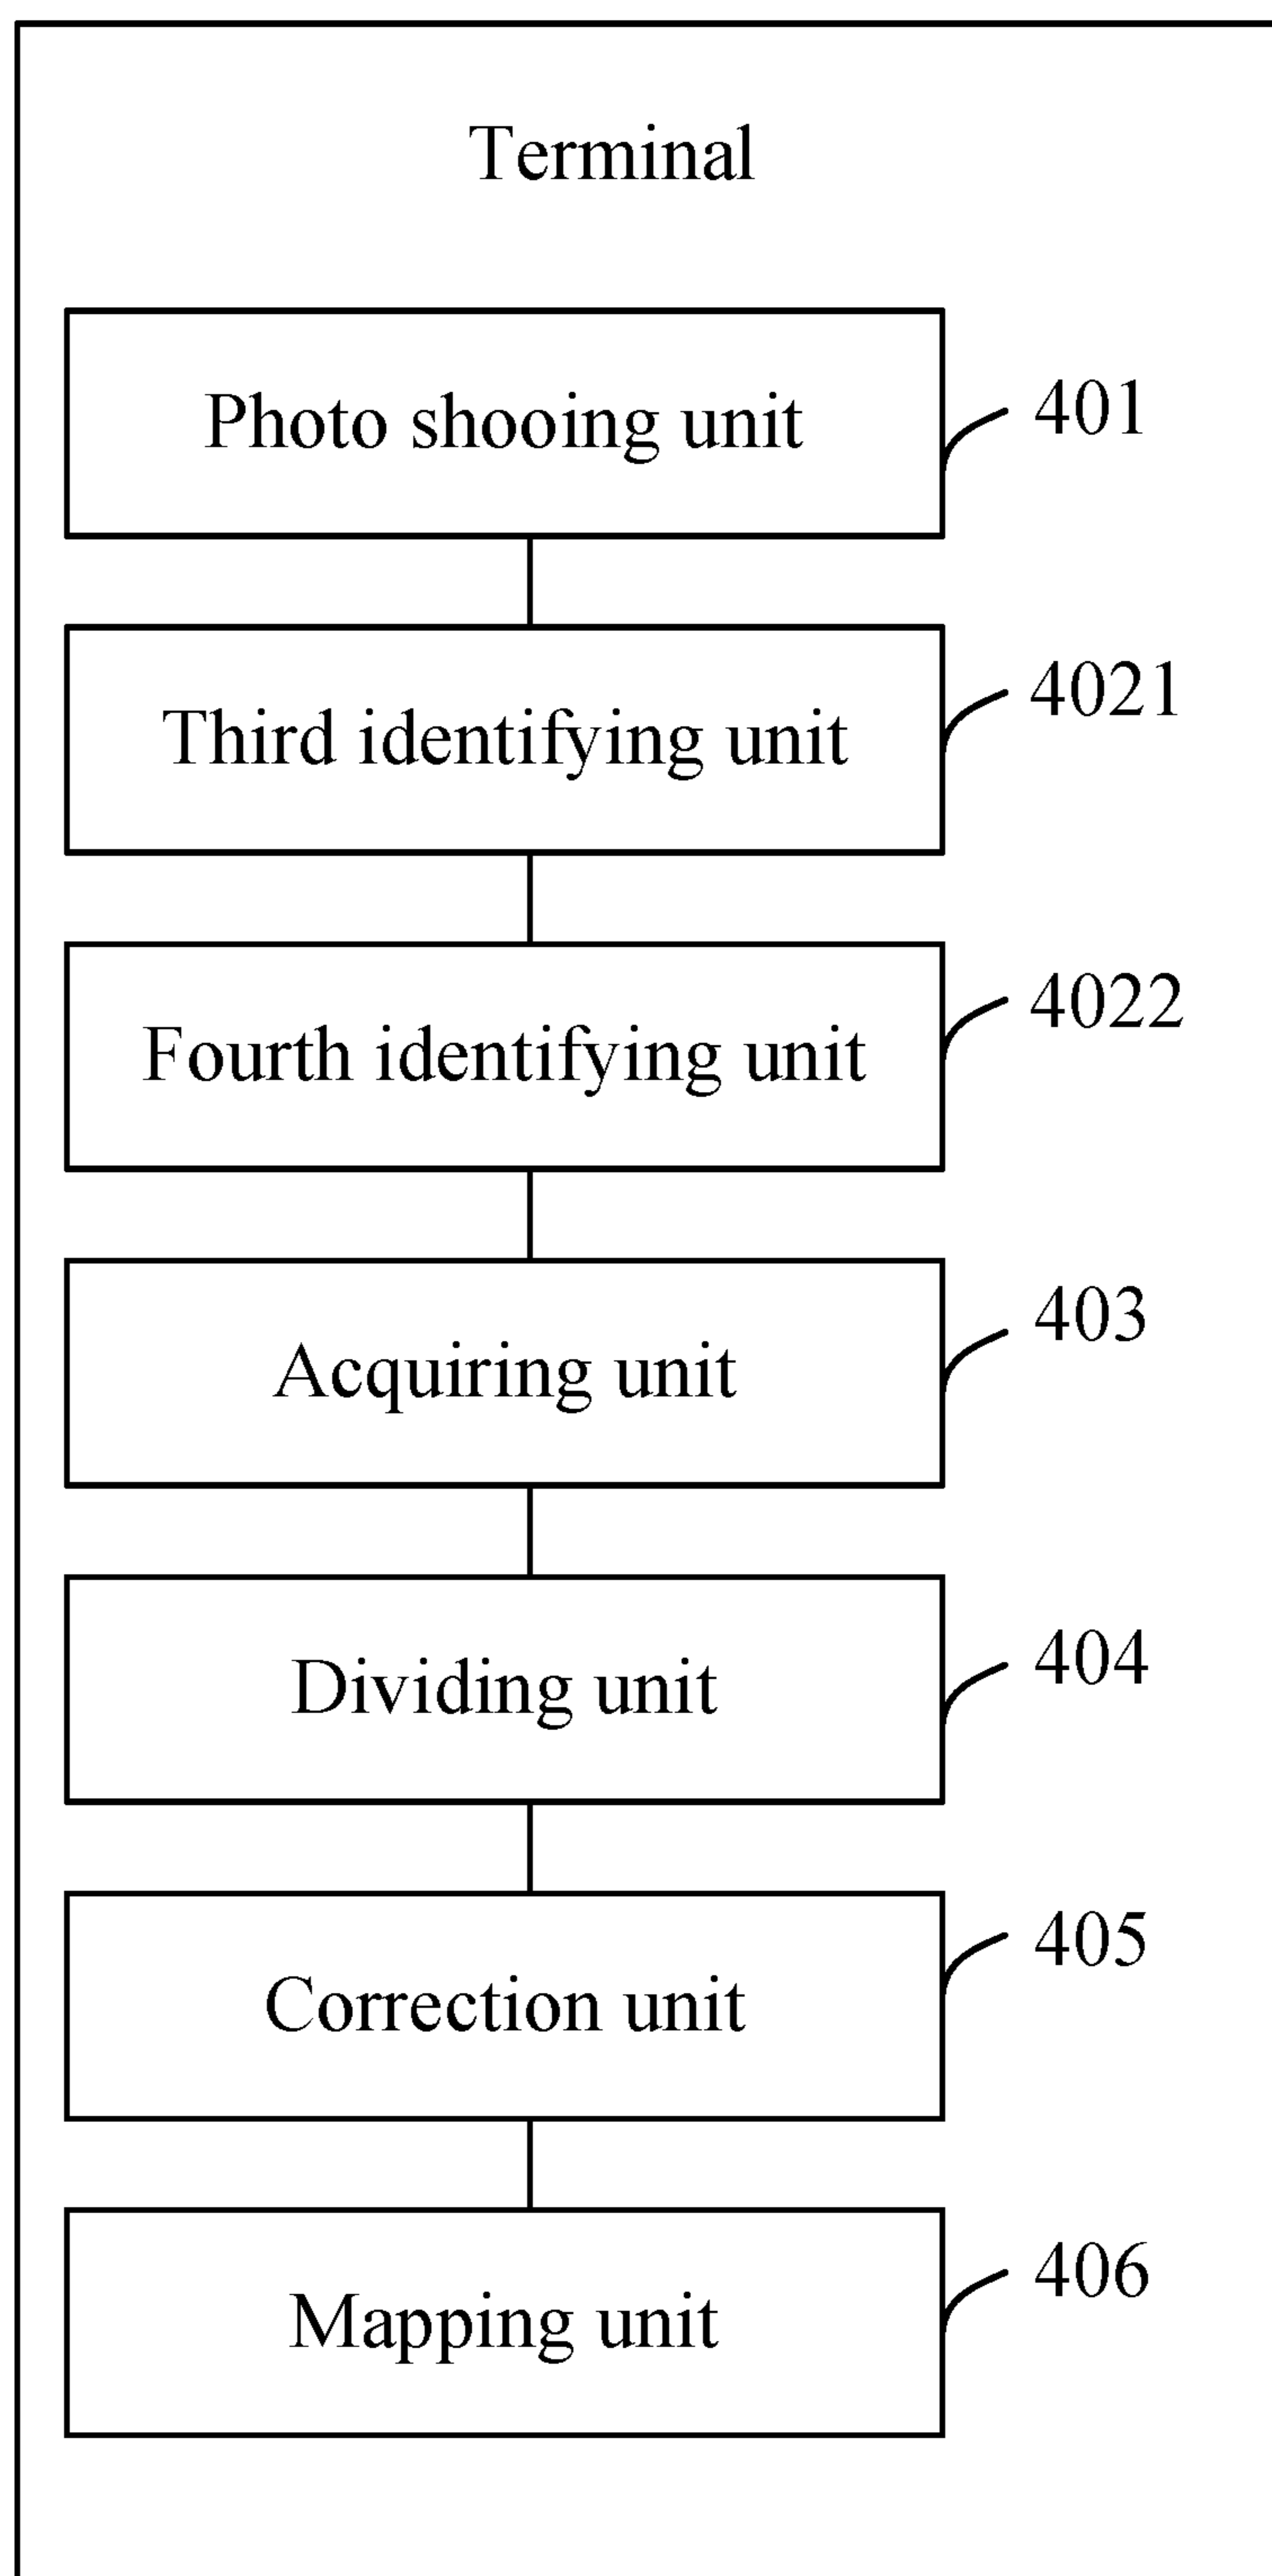 Terminal
Photo shooing unit
401
Third identifying unit
4021
Fourth identifying unit
4022
Acquiring unit
403
Dividing unit
404
Correction unit
405
Mapping unit
406